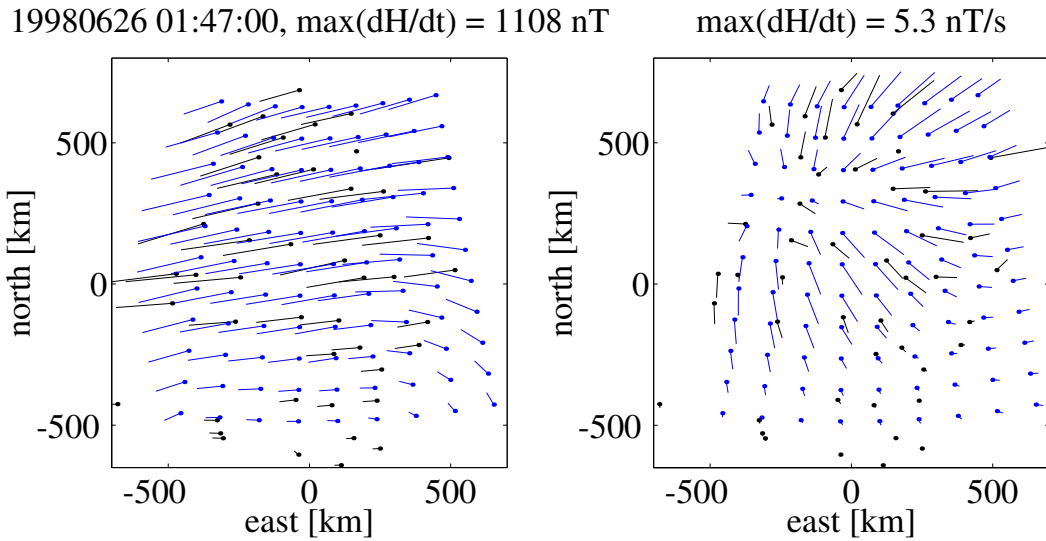 19980626 01:47:00, max(dH/dt) = 1108 nT
max(dH/dt) = 5.3 nT/s
500
0
-500
north [km]
-500
0
500
east [km]
500
0
-500
north [km]
-500
0
500
east [km]